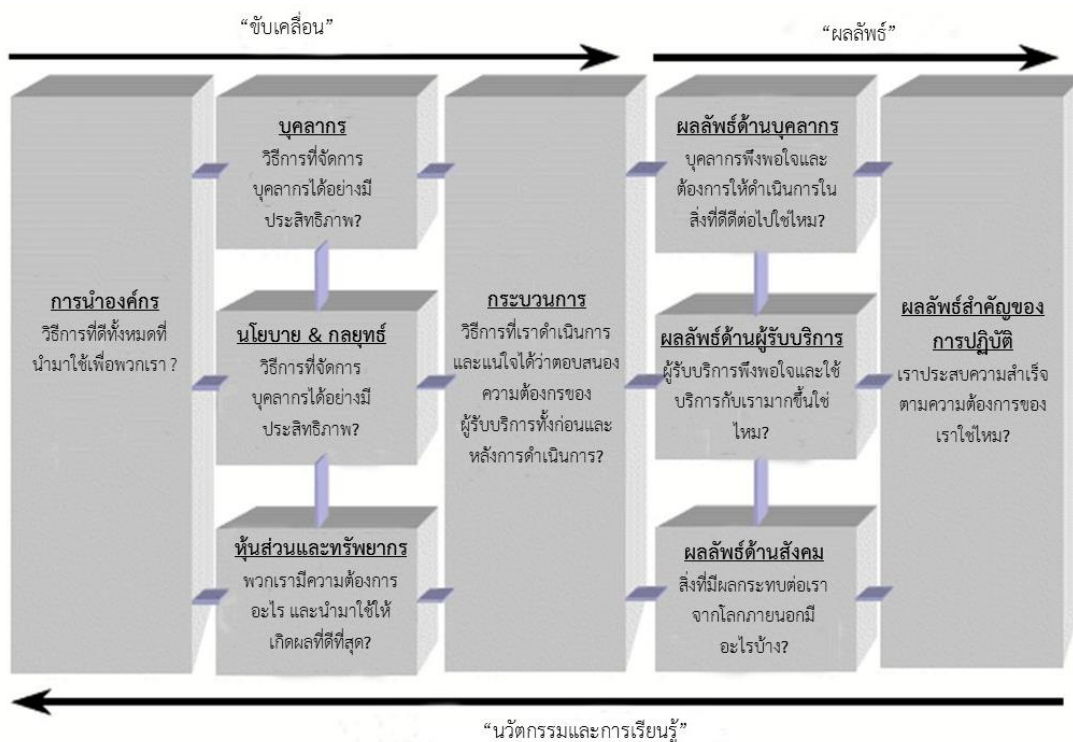 “ขับเคลื่อน”
“ผลลัพธ์”
การนำองค์กร
วิธีการที่ดีทั้งหมดที่
นำมาใช้เพื่อพวกเรา ?
บุคลากร
วิธีการที่จัดการ
บุคลากรได้อย่างมี
ประสิทธิภาพ?
นโยบาย & กลยุทธ์
วิธีการที่จัดการ
บุคลากรได้อย่างมี
ประสิทธิภาพ?
หุ้นส่วนและทรัพยากร
พวกเรามีความต้องการ
อะไร และนำมาใช้ให้
เกิดผลที่ดีที่สุด?
กระบวนการ
วิธีการที่เราดำเนินการ
และแน่ใจได้ว่าตอบสนอง
ความต้องกรของ
ผู้รับบริการทั้งก่อนและ
หลังการดำเนินการ?
ผลลัพธ์ด้านบุคลากร
บุคลากรพึงพอใจและ
ต้องการให้ดำเนินการใน
สิ่งที่ดีดีต่อไปใช่ไหม?
ผลลัพธ์ด้านผู้รับบริการ
ผู้รับบริการพึงพอใจและใช้
บริการกับเรามากขึ้นใช่
ไหม?
ผลลัพธ์ด้านสังคม
สิ่งที่มีผลกระทบต่อเรา
จากโลกภายนอกมี
อะไรบ้าง?
ผลลัพธ์สำคัญของ
การปฏิบัติ
เราประสบความสำเร็จ
ตามความต้องการของ
เราใช่ไหม?
“นวัตกรรมและการเรียนรู้”